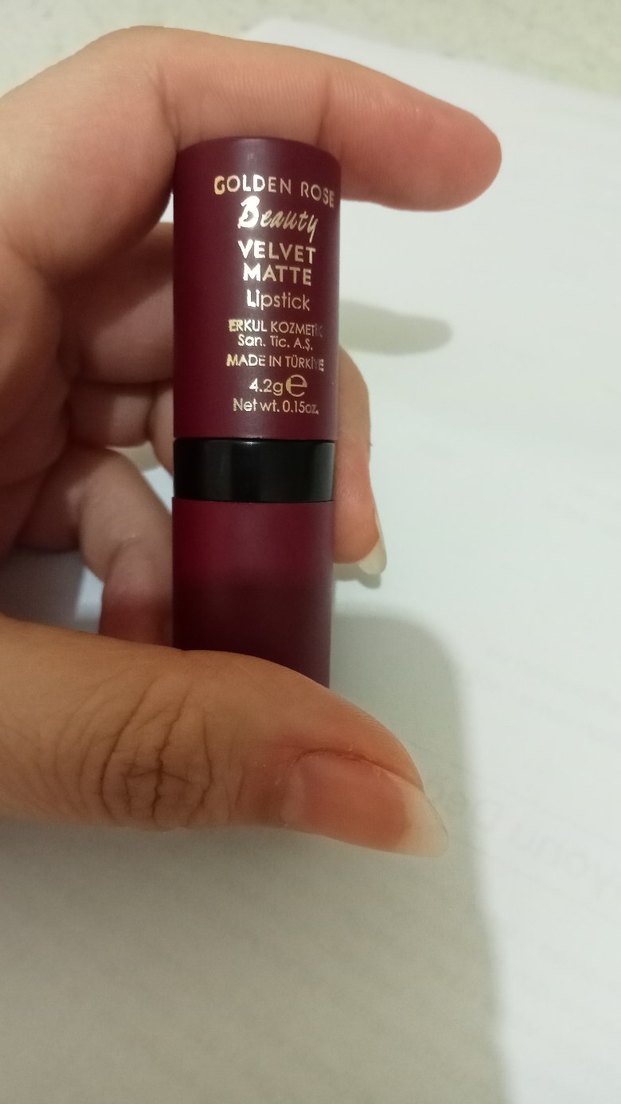 GOLDEN ROSE
Beauty
VELVET
MATTE
Lipstick
ERKUL KOZMETİK
San. Tic. A.Ş.
MADE IN TÜRKİYE
4.2g ℮
Net wt. 0.15oz.